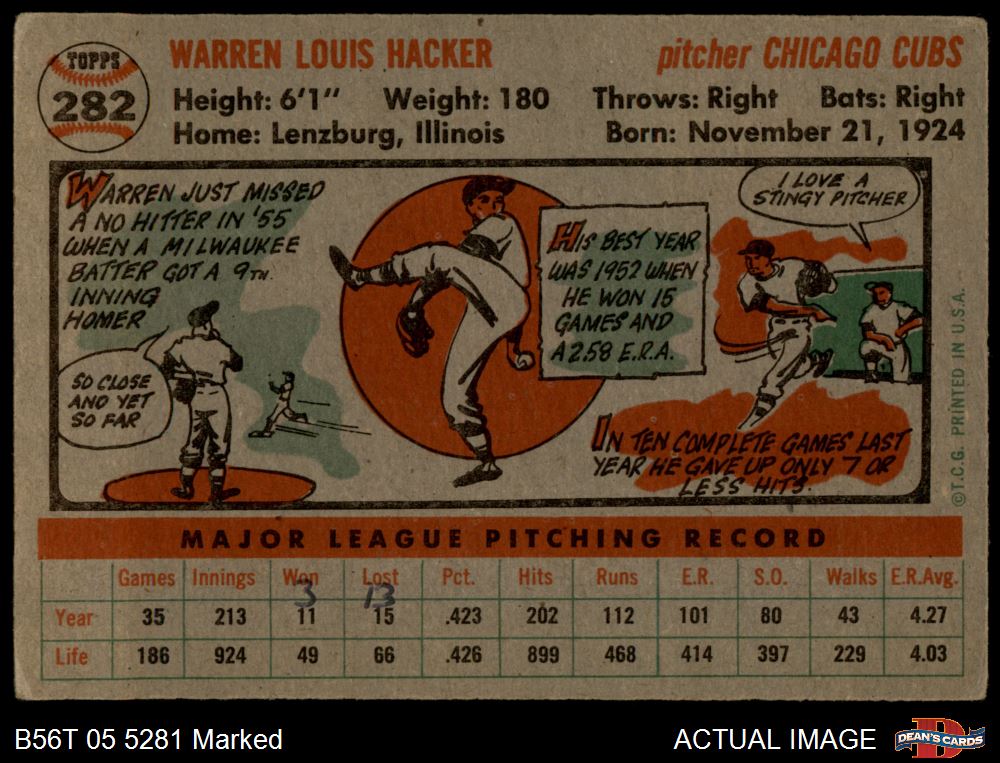 TOPPS
282
WARREN LOUIS HACKER
pitcher CHICAGO CUBS
Height: 6'1" Weight: 180 Throws: Right Bats: Right
Home: Lenzburg, Illinois Born: November 21, 1924
WARREN JUST MISSED
A NO HITTER IN '55
WHEN A MILWAUKEE
BATTER GOT A 9TH.
INNING
HOMER
SO CLOSE
AND YET
SO FAR
HIS BEST YEAR
WAS 1952 WHEN
HE WON 15
GAMES AND
A 2.58 E.R.A.
I LOVE A
STINGY PITCHER
IN TEN COMPLETE GAMES LAST
YEAR HE GAVE UP ONLY 7 OR
LESS HITS.
©T.C.G. PRINTED IN U.S.A.
MAJOR LEAGUE PITCHING RECORD
Games Innings Won Lost Pct. Hits Runs E.R. S.O. Walks E.R.Avg.
3 13
Year 35 213 11 15 .423 202 112 101 80 43 4.27
Life 186 924 49 66 .426 899 468 414 397 229 4.03
B56T 05 5281 Marked
ACTUAL IMAGE
DEAN'S CARDS